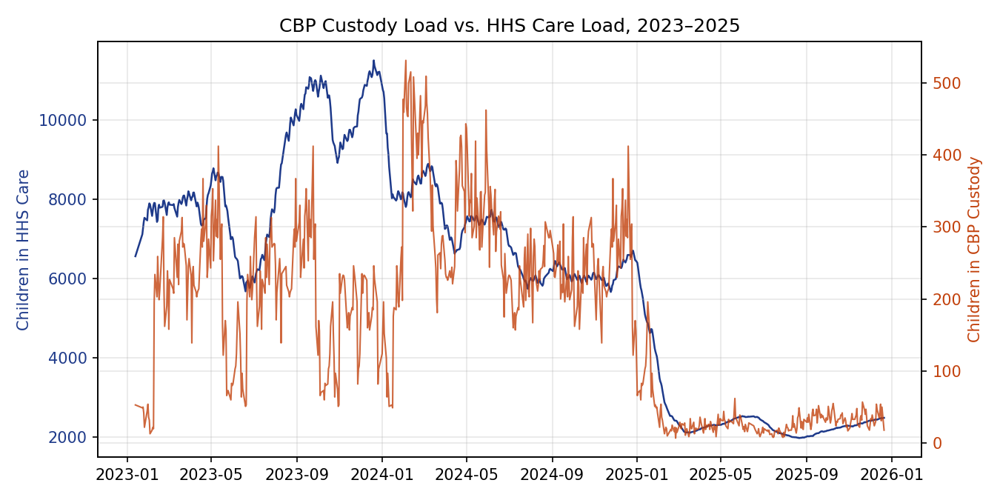 CBP Custody Load vs. HHS Care Load, 2023–2025
Children in HHS Care
10000
8000
6000
4000
2000
500
400
300
200
100
0
Children in CBP Custody
2023-01 2023-05 2023-09 2024-01 2024-05 2024-09 2025-01 2025-05 2025-09 2026-01